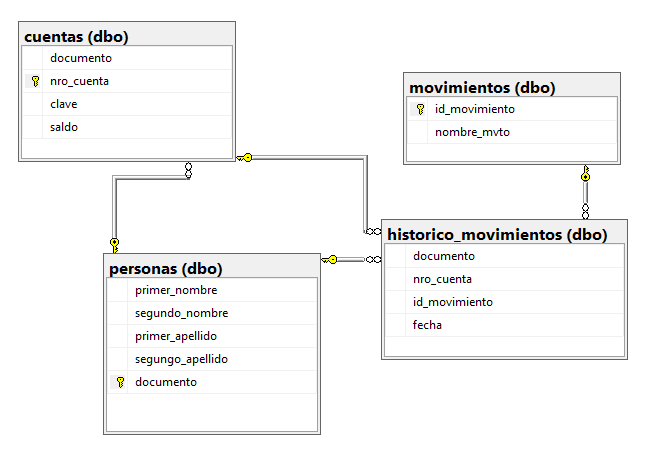 cuentas (dbo)
documento
nro_cuenta
clave
saldo
movimientos (dbo)
id_movimiento
nombre_mvto
historico_movimientos (dbo)
documento
nro_cuenta
id_movimiento
fecha
personas (dbo)
primer_nombre
segundo_nombre
primer_apellido
segungo_apellido
documento